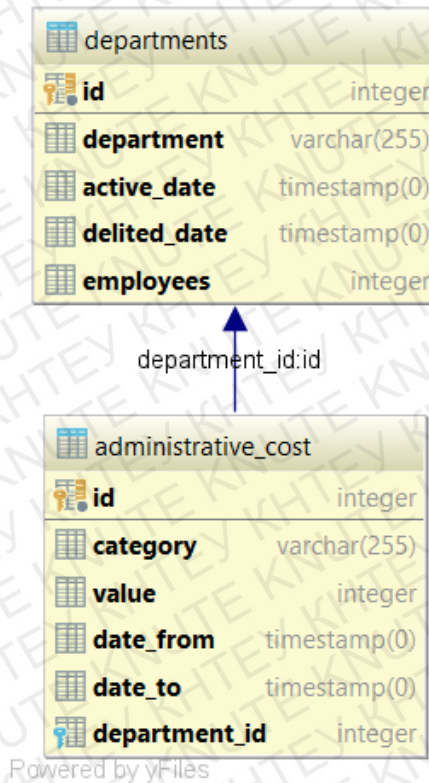 departments
id integer
department varchar(255)
active_date timestamp(0)
delited_date timestamp(0)
employees integer
department_id:id
administrative_cost
id integer
category varchar(255)
value integer
date_from timestamp(0)
date_to timestamp(0)
department_id integer
Powered by yFiles